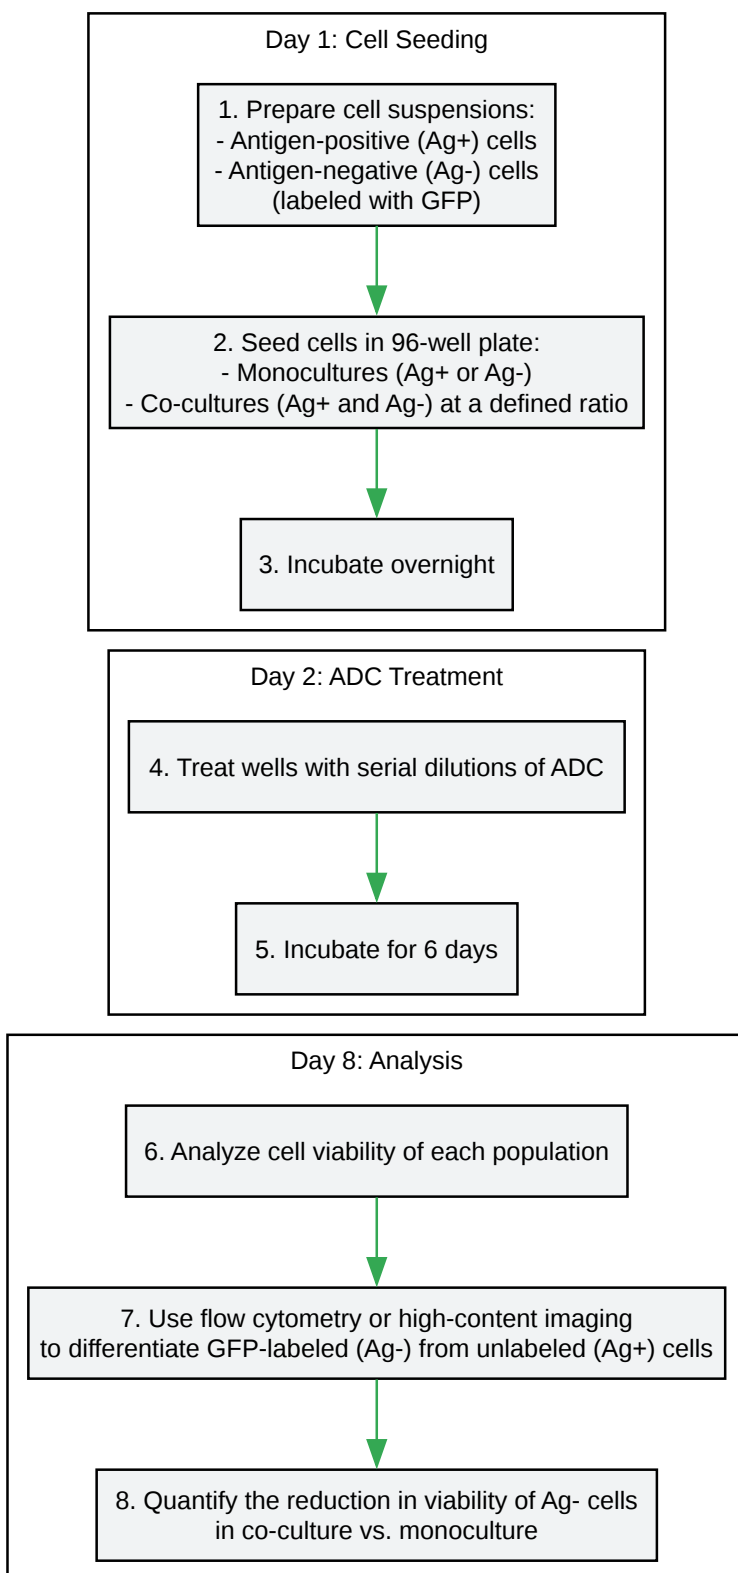 Day 1: Cell Seeding
1. Prepare cell suspensions:
- Antigen-positive (Ag+) cells
- Antigen-negative (Ag-) cells
(labeled with GFP)
2. Seed cells in 96-well plate:
- Monocultures (Ag+ or Ag-)
- Co-cultures (Ag+ and Ag-) at a defined ratio
3. Incubate overnight
Day 2: ADC Treatment
4. Treat wells with serial dilutions of ADC
5. Incubate for 6 days
Day 8: Analysis
6. Analyze cell viability of each population
7. Use flow cytometry or high-content imaging
to differentiate GFP-labeled (Ag-) from unlabeled (Ag+) cells
8. Quantify the reduction in viability of Ag- cells
in co-culture vs. monoculture